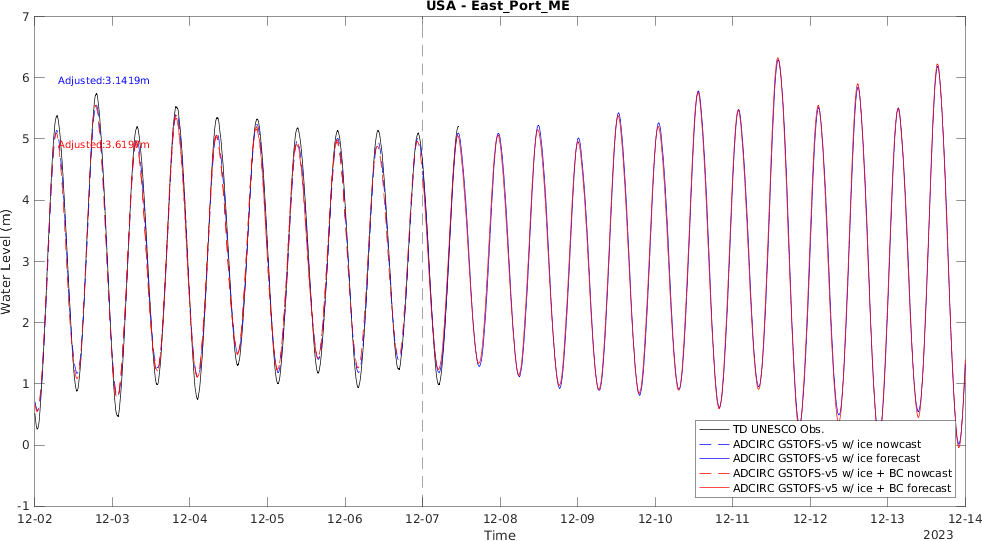 USA - East_Port_ME
7
6
5
4
3
2
1
0
-1
Water Level (m)
Adjusted:3.1419m
Adjusted:3.619 m
TD UNESCO Obs.
ADCIRC GSTOFS-v5 w/ ice nowcast
ADCIRC GSTOFS-v5 w/ ice forecast
ADCIRC GSTOFS-v5 w/ ice + BC nowcast
ADCIRC GSTOFS-v5 w/ ice + BC forecast
12-02 12-03 12-04 12-05 12-06 12-07 12-08 12-09 12-10 12-11 12-12 12-13 12-14
Time
2023